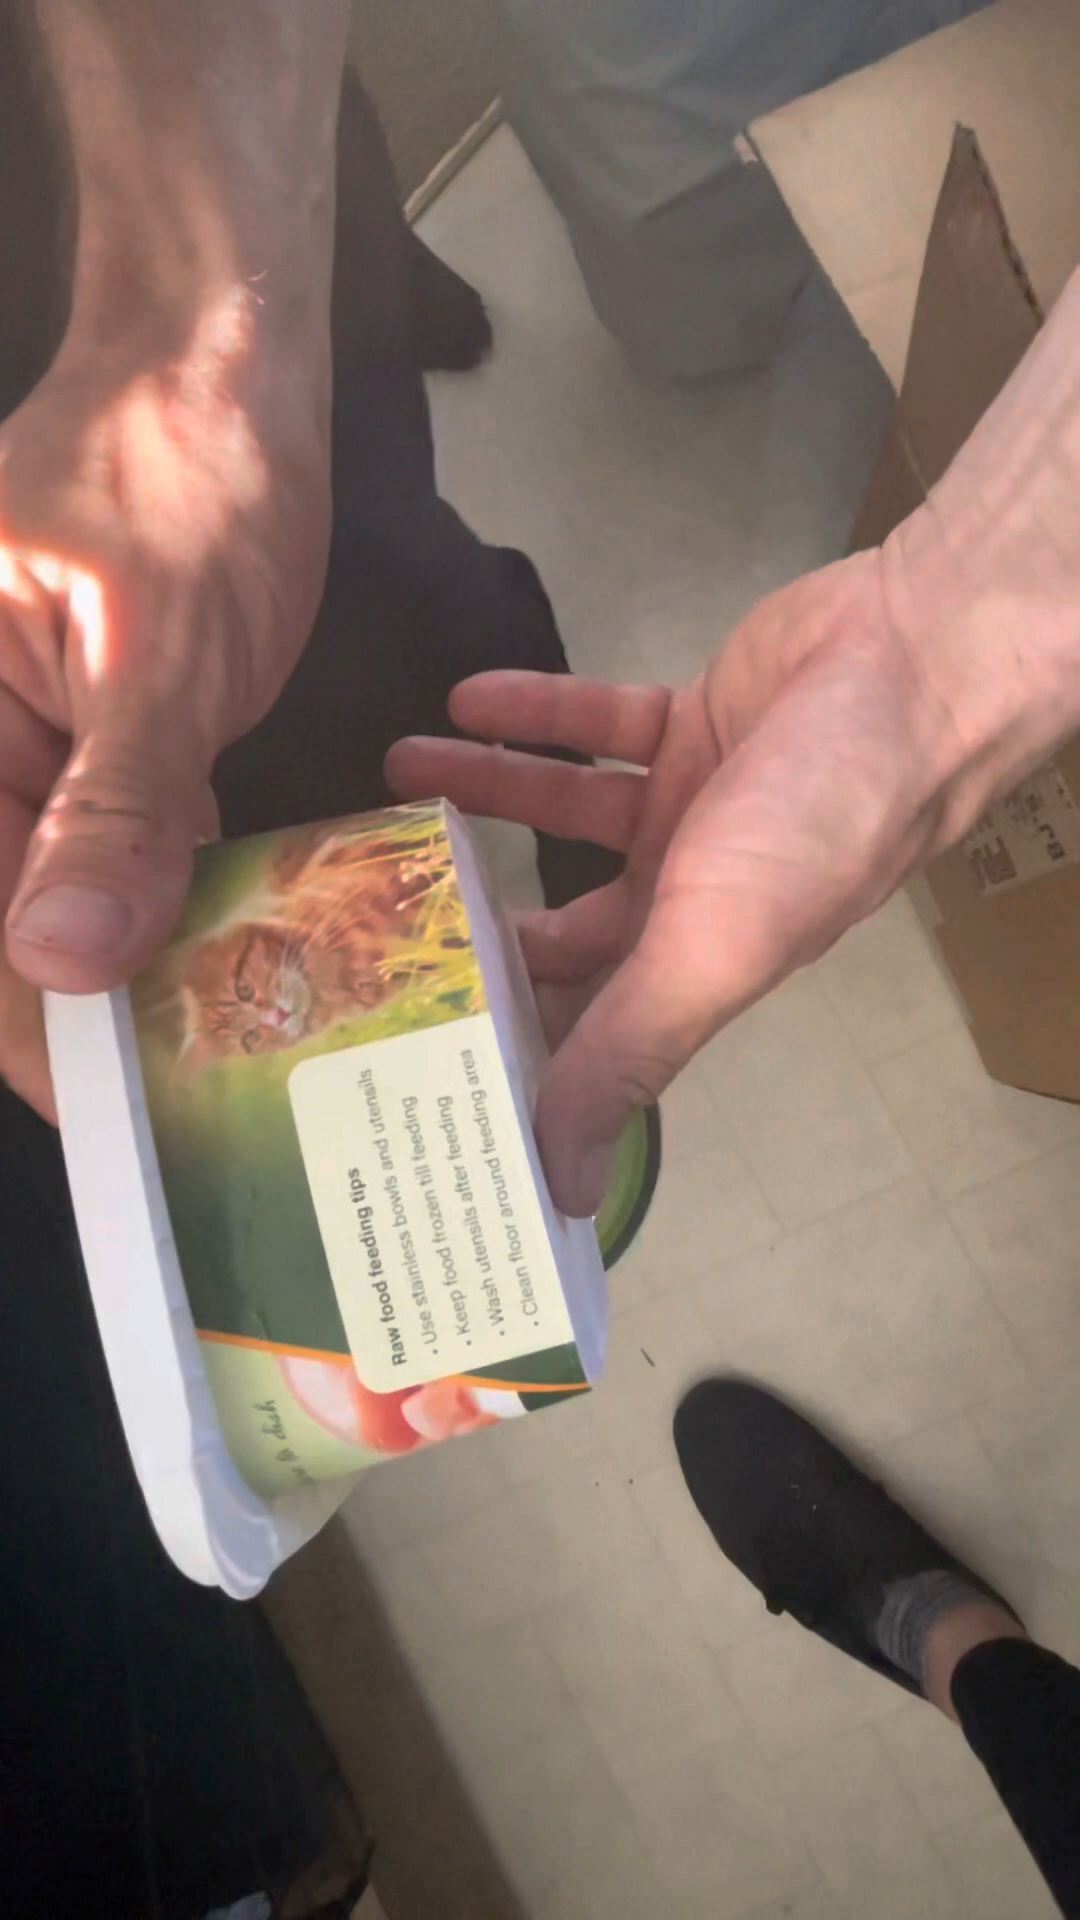 Raw food feeding tips
• Use stainless bowls and utensils
• Keep food frozen till feeding
• Wash utensils after feeding
• Clean floor around feeding area
dish